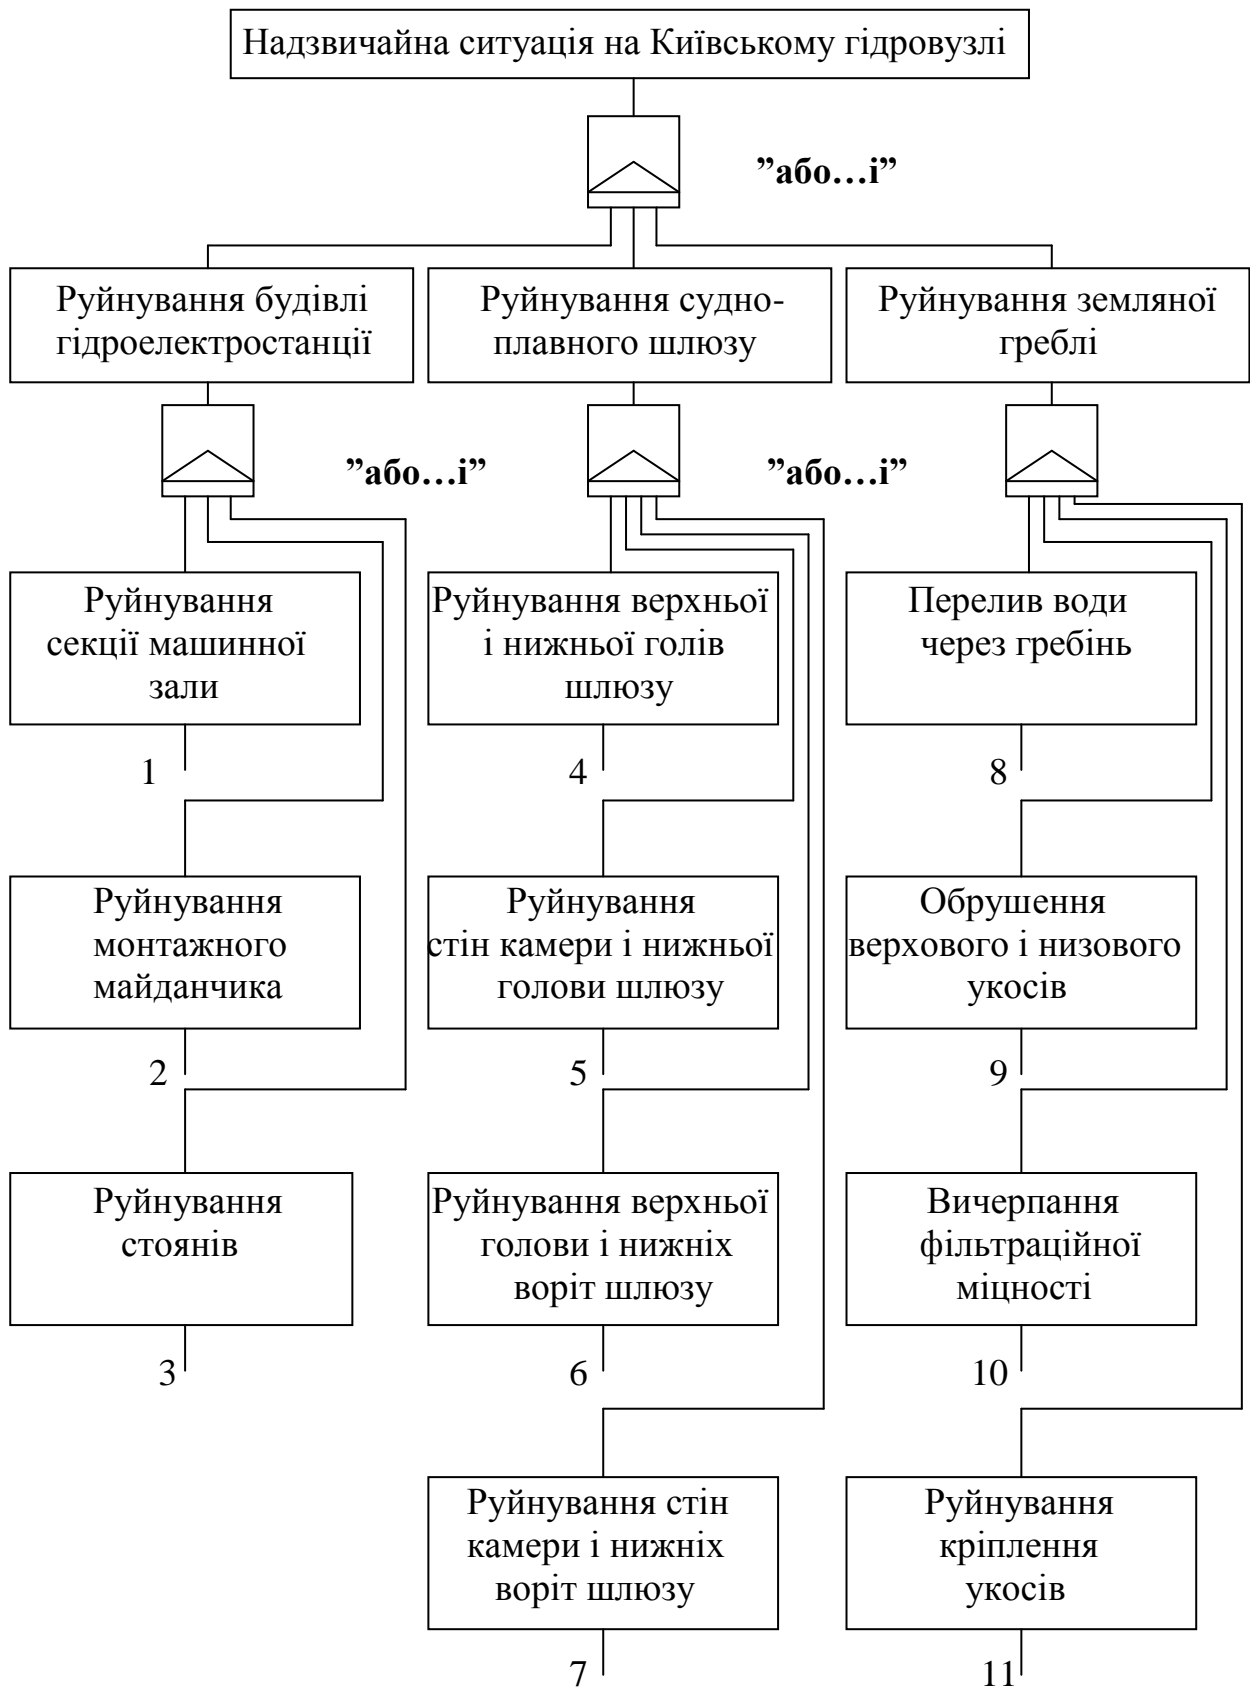 Надзвичайна ситуація на Київському гідровузлі
”або…і”
Руйнування будівлі
гідроелектростанції
Руйнування судно-
плавного шлюзу
Руйнування земляної
греблі
”або…і”
”або…і”
Руйнування
секції машинної
зали
1
Руйнування верхньої
і нижньої голів
шлюзу
4
Перелив води
через гребінь
8
Руйнування
монтажного
майданчика
2
Руйнування
стін камери і нижньої
голови шлюзу
5
Обрушення
верхового і низового
укосів
9
Руйнування
стоянів
3
Руйнування верхньої
голови і нижніх
воріт шлюзу
6
Вичерпання
фільтраційної
міцності
10
Руйнування стін
камери і нижніх
воріт шлюзу
7
Руйнування
кріплення
укосів
11